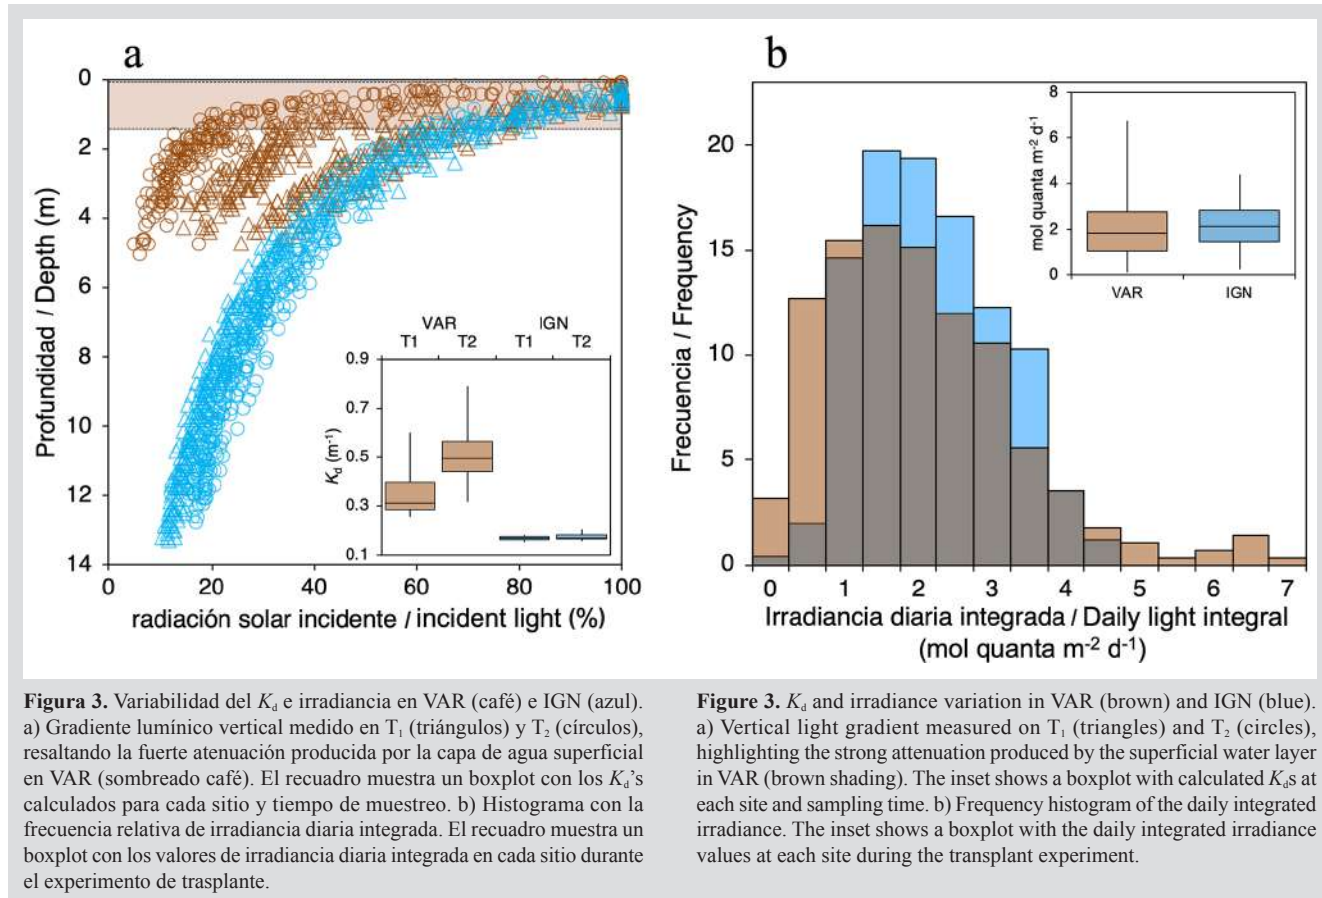 a
0
2
4
6
8
10
12
14
Profundidad / Depth (m)
0
20
40
60
80
100
radiación solar incidente / incident light (%)
VAR
IGN
T1
T2
T1
T2
0.9
0.7
0.5
0.3
0.1
Kd (m-1)
b
20
15
10
5
0
Frecuencia / Frequency
0
1
2
3
4
5
6
7
Irradiancia diaria integrada / Daily light integral
(mol quanta m-2 d-1)
8
6
4
2
0
mol quanta m-2 d-1
VAR
IGN
Figura 3. Variabilidad del Kd e irradiancia en VAR (café) e IGN (azul).
a) Gradiente lumínico vertical medido en T1 (triángulos) y T2 (círculos),
resaltando la fuerte atenuación producida por la capa de agua superficial
en VAR (sombreado café). El recuadro muestra un boxplot con los Kd's
calculados para cada sitio y tiempo de muestreo. b) Histograma con la
frecuencia relativa de irradiancia diaria integrada. El recuadro muestra un
boxplot con los valores de irradiancia diaria integrada en cada sitio durante
el experimento de trasplante.
Figure 3. Kd and irradiance variation in VAR (brown) and IGN (blue).
a) Vertical light gradient measured on T1 (triangles) and T2 (circles),
highlighting the strong attenuation produced by the superficial water layer
in VAR (brown shading). The inset shows a boxplot with calculated Kds at
each site and sampling time. b) Frequency histogram of the daily integrated
irradiance. The inset shows a boxplot with the daily integrated irradiance
values at each site during the transplant experiment.